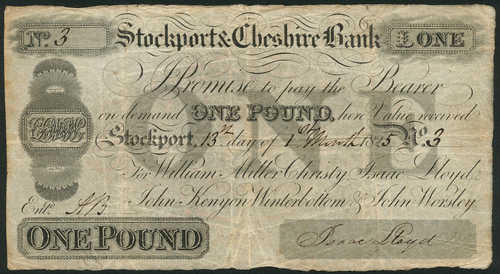 No. 3 Stockport & Cheshire Bank £ ONE
I Promise to pay the Bearer
on demand ONE POUND, here Value received
Stockport, 13th day of 1825 No. 3
For William Miller Christy Isaac Lloyd
John Kenyon Winterbottom & John Worsley
Entd. ONE POUND
Isaac Lloyd
ONE